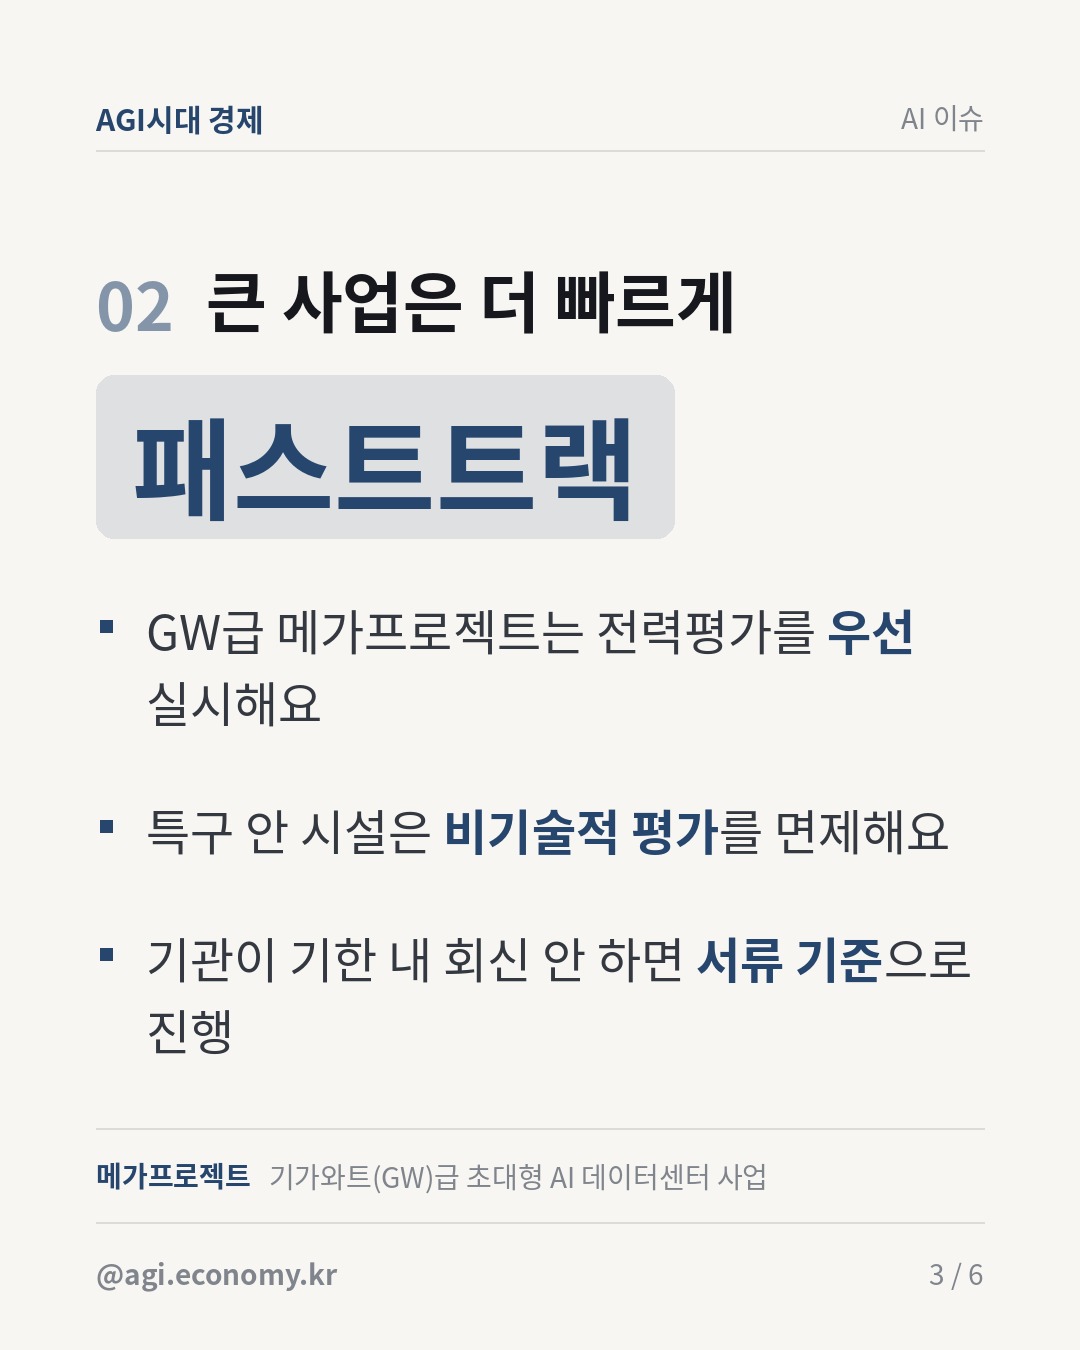 AGI시대 경제
AI 이슈
02 큰 사업은 더 빠르게
패스트트랙
▪ GW급 메가프로젝트는 전력평가를 우선
실시해요
▪ 특구 안 시설은 비기술적 평가를 면제해요
▪ 기관이 기한 내 회신 안 하면 서류 기준으로
진행
메가프로젝트 기가와트(GW)급 초대형 AI 데이터센터 사업
@agi.economy.kr
3 / 6